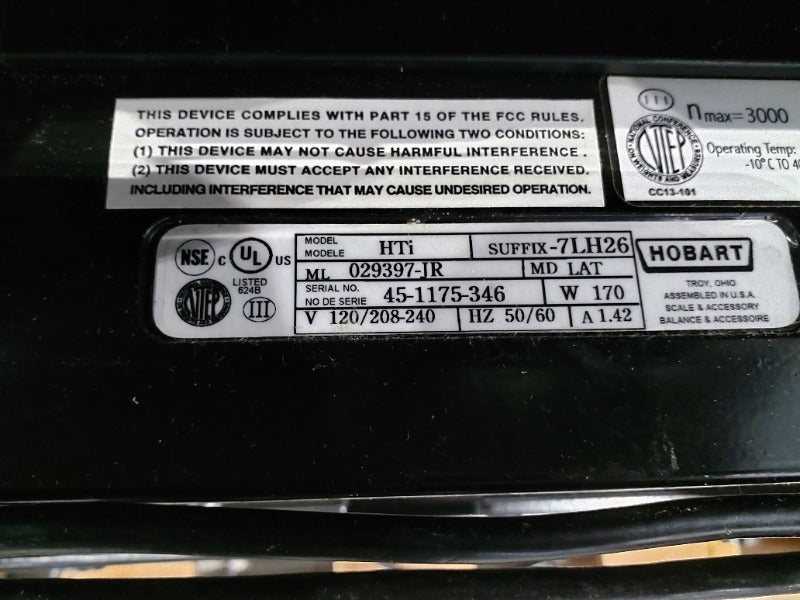 THIS DEVICE COMPLIES WITH PART 15 OF THE FCC RULES.
OPERATION IS SUBJECT TO THE FOLLOWING TWO CONDITIONS:
(1) THIS DEVICE MAY NOT CAUSE HARMFUL INTERFERENCE .
(2) THIS DEVICE MUST ACCEPT ANY INTERFERENCE RECEIVED.
INCLUDING INTERFERENCE THAT MAY CAUSE UNDESIRED OPERATION.
III nmax=3000
NATIONAL CONFERENCE
NTEP
CC13-101
Operating Temp:
-10°C TO
NSF C UL US
LISTED
624B
NTEP III
MODEL
MODELE HTi SUFFIX-7LH26
ML 029397-JR MD LAT
SERIAL NO.
NO DE SERIE 45-1175-346 W 170
V 120/208-240 HZ 50/60 A 1.42
HOBART
TROY, OHIO
ASSEMBLED IN U.S.A.
SCALE & ACCESSORY
BALANCE & ACCESSOIRE